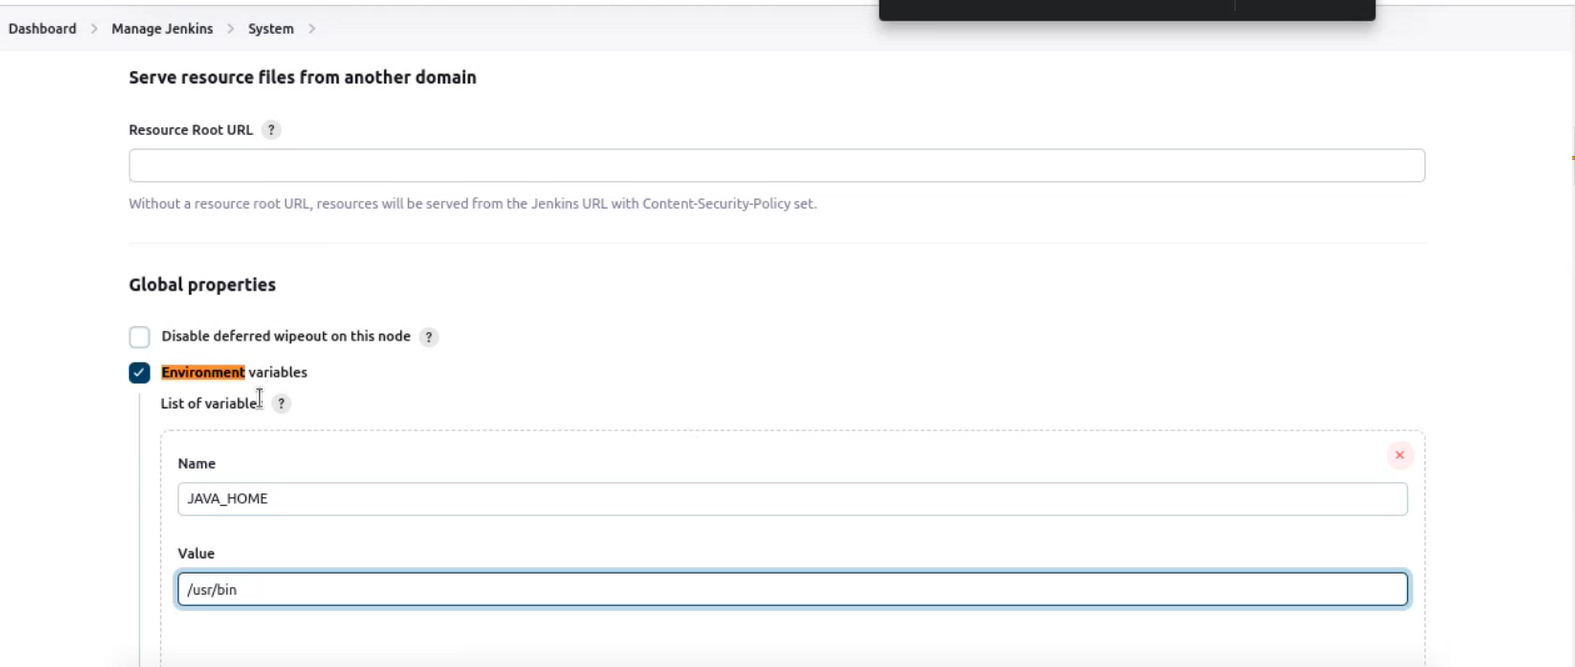 Dashboard > Manage Jenkins > System >
Serve resource files from another domain
Resource Root URL ?
Without a resource root URL, resources will be served from the Jenkins URL with Content-Security-Policy set.
Global properties
Disable deferred wipeout on this node ?
Environment variables
List of variables ?
Name
JAVA_HOME
Value
/usr/bin